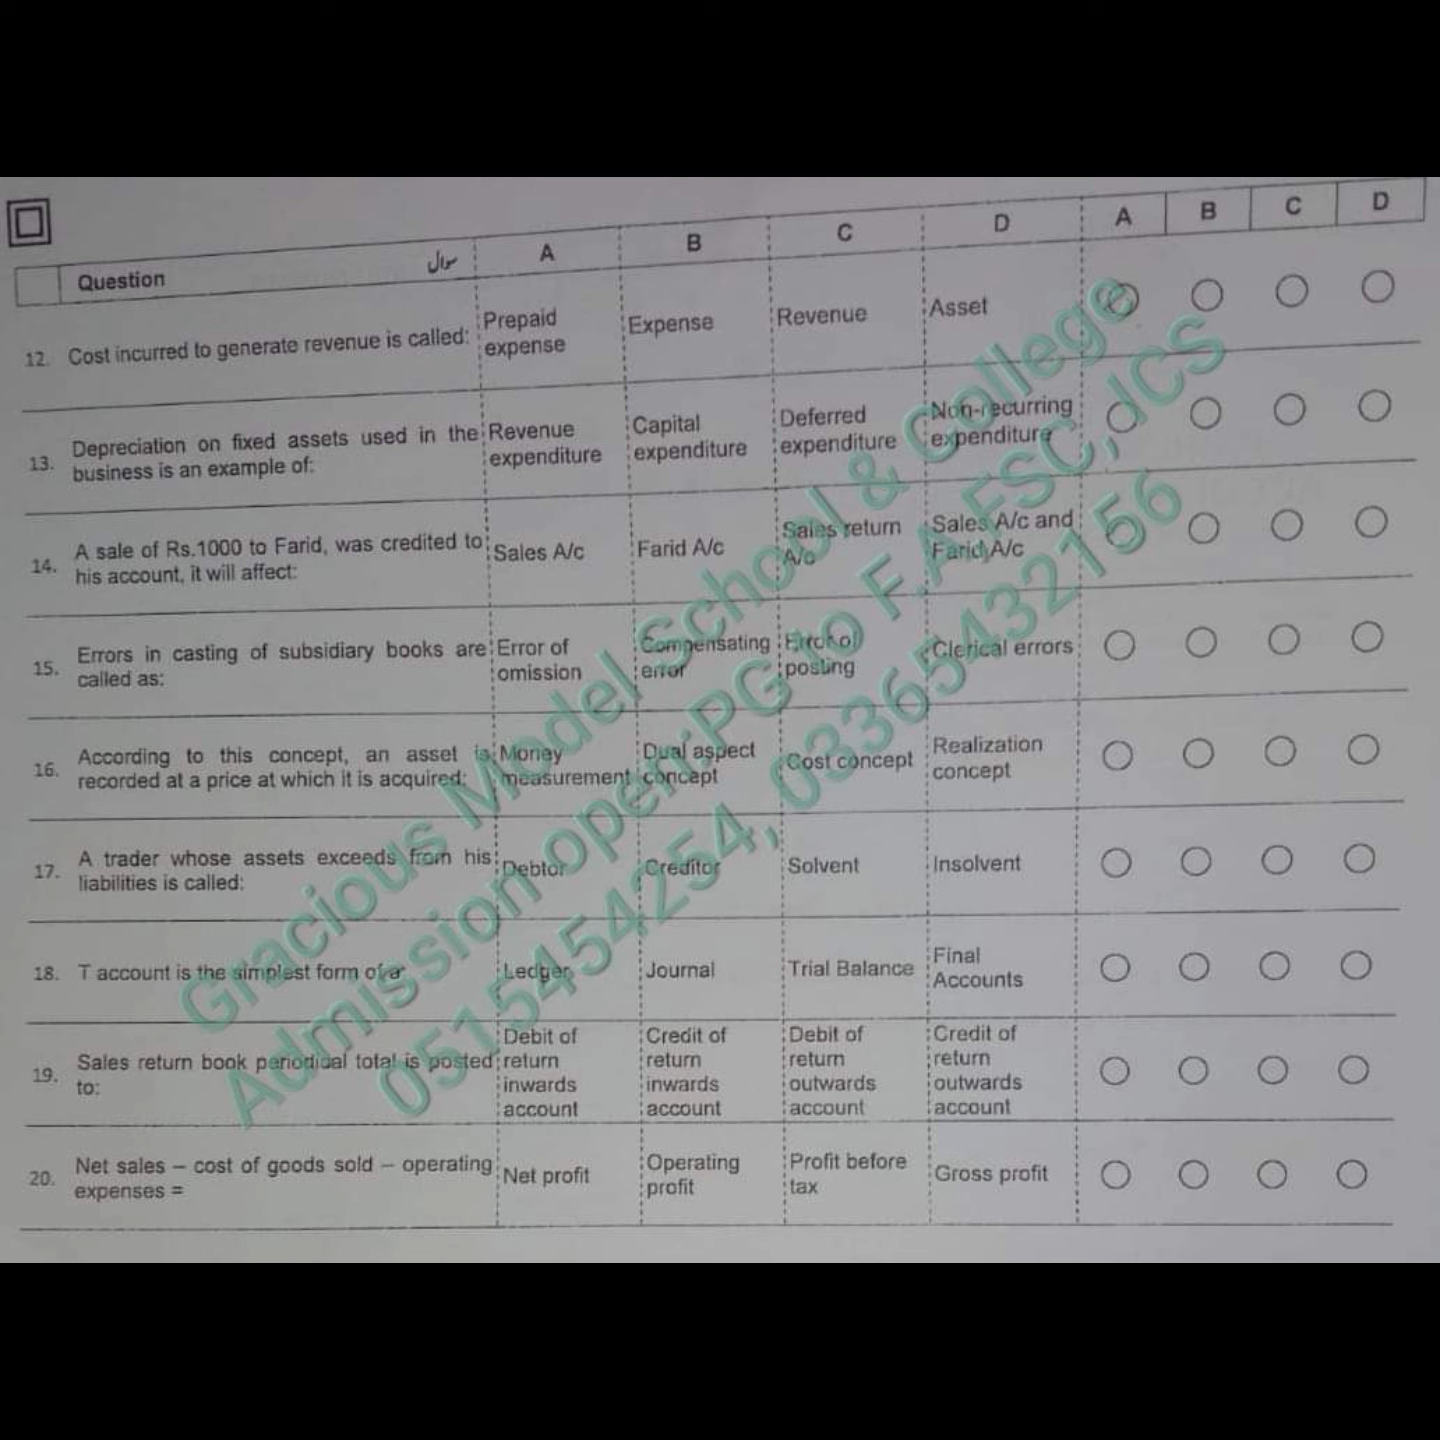 Question سوال A B C D A B C D
12. Cost incurred to generate revenue is called: Prepaid expense Expense Revenue Asset
13. Depreciation on fixed assets used in the business is an example of: Revenue expenditure Capital expenditure Deferred expenditure Non-recurring expenditure
14. A sale of Rs.1000 to Farid, was credited to his account, it will affect: Sales A/c Farid A/c Sales return A/c Sales A/c and Farid A/c
15. Errors in casting of subsidiary books are called as: Error of omission Compensating error Error of posting Clerical errors
16. According to this concept, an asset is recorded at a price at which it is acquired: Money measurement Dual aspect concept Cost concept Realization concept
17. A trader whose assets exceeds from his liabilities is called: Debtor Creditor Solvent Insolvent
18. T account is the simplest form of a Ledger Journal Trial Balance Final Accounts
19. Sales return book periodical total is posted to: Debit of return inwards account Credit of return inwards account Debit of return outwards account Credit of return outwards account
20. Net sales – cost of goods sold – operating expenses = Net profit Operating profit Profit before tax Gross profit
Gracious Model School & College
Admission open:PG to F.A,FSC,dCS
0515454254, 03365432156